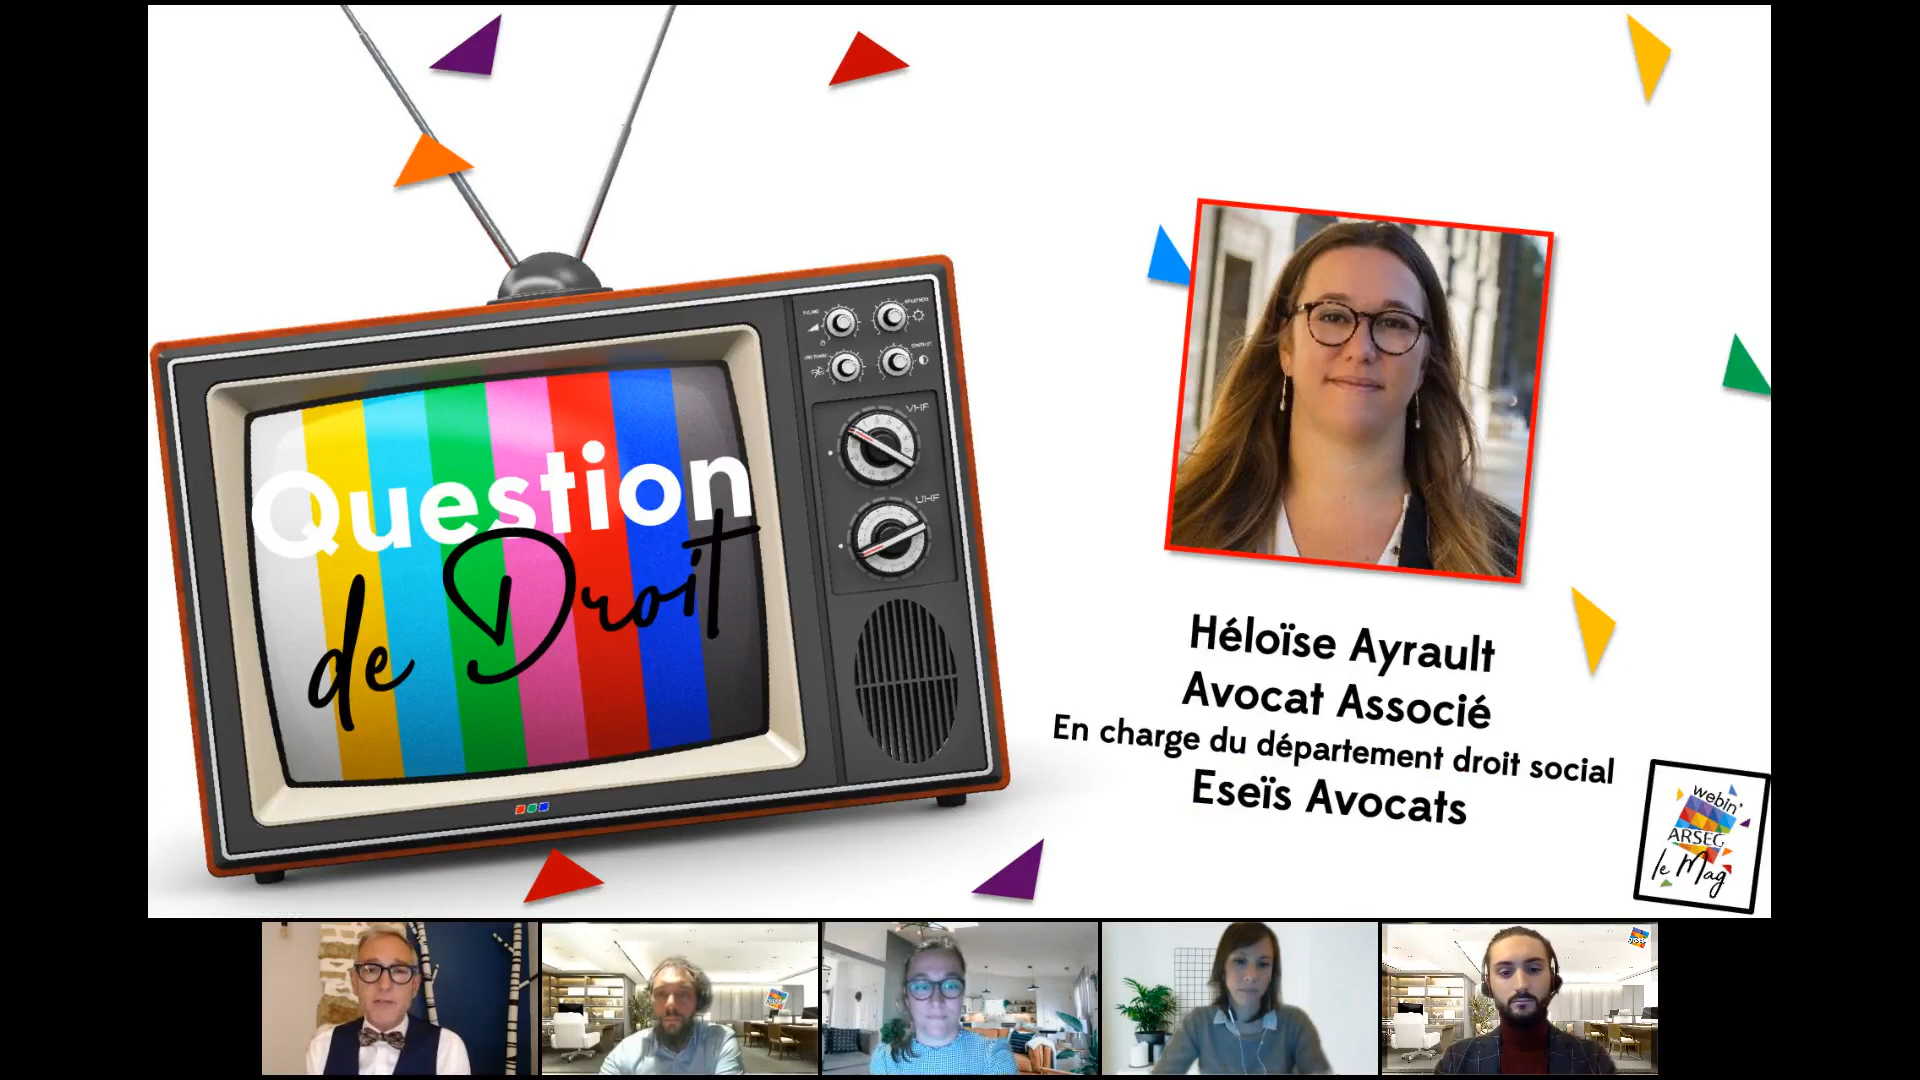 Question
de Droit
VHF
UHF
Héloïse Ayrault
Avocat Associé
En charge du département droit social
Eseïs Avocats
webin'
ARSEG
le Mag